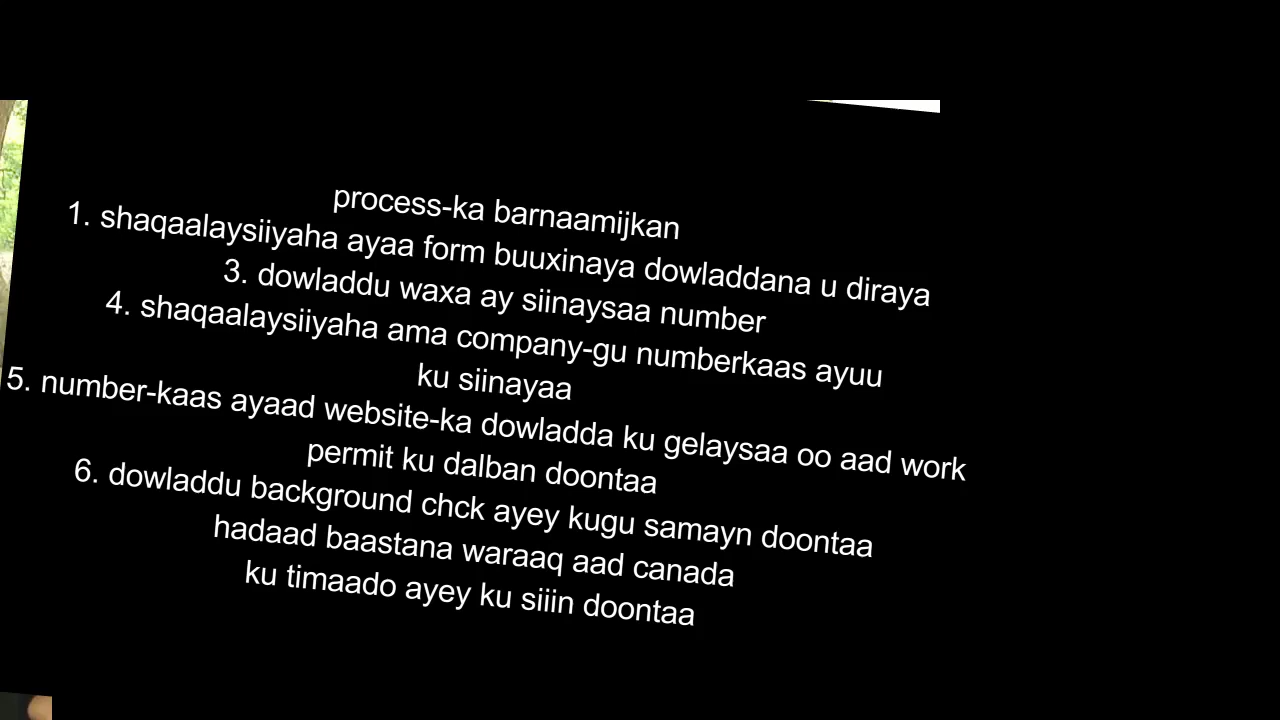 process-ka barnaamijkan
1. shaqaalaysiiyaha ayaa form buuxinaya dowladdana u diraya
3. dowladdu waxa ay siinaysaa number
4. shaqaalaysiiyaha ama company-gu numberkaas ayuu
ku siinayaa
5. number-kaas ayaad website-ka dowladda ku gelaysaa oo aad work
permit ku dalban doontaa
6. dowladdu background chck ayey kugu samayn doontaa
hadaad baastana waraaq aad canada
ku timaado ayey ku siiin doontaa